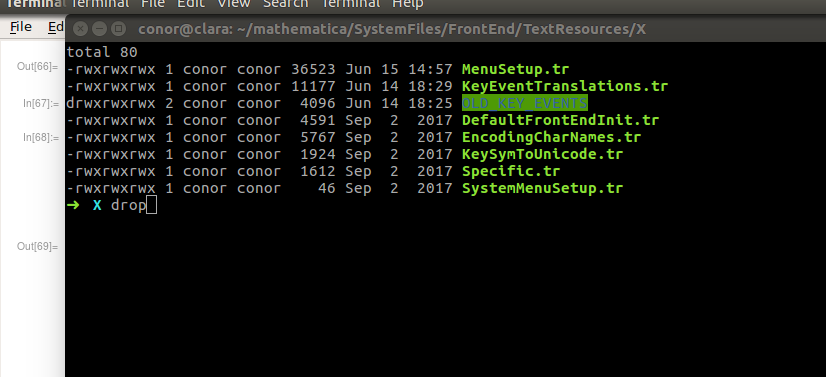 Terminal Terminal File Edit View Search Terminal Help
File Ed
conor@clara: ~/mathematica/SystemFiles/FrontEnd/TextResources/X
total 80
Out[66]=
-rwxrwxrwx 1 conor conor 36523 Jun 15 14:57 MenuSetup.tr
-rwxrwxrwx 1 conor conor 11177 Jun 14 18:29 KeyEventTranslations.tr
In[67]:=
drwxrwxrwx 2 conor conor 4096 Jun 14 18:25 OLD_KEY_EVENTS
-rwxrwxrwx 1 conor conor 4591 Sep 2 2017 DefaultFrontEndInit.tr
In[68]:=
-rwxrwxrwx 1 conor conor 5767 Sep 2 2017 EncodingCharNames.tr
-rwxrwxrwx 1 conor conor 1924 Sep 2 2017 KeySymToUnicode.tr
-rwxrwxrwx 1 conor conor 1612 Sep 2 2017 Specific.tr
-rwxrwxrwx 1 conor conor 46 Sep 2 2017 SystemMenuSetup.tr
➜ X drop
Out[69]=